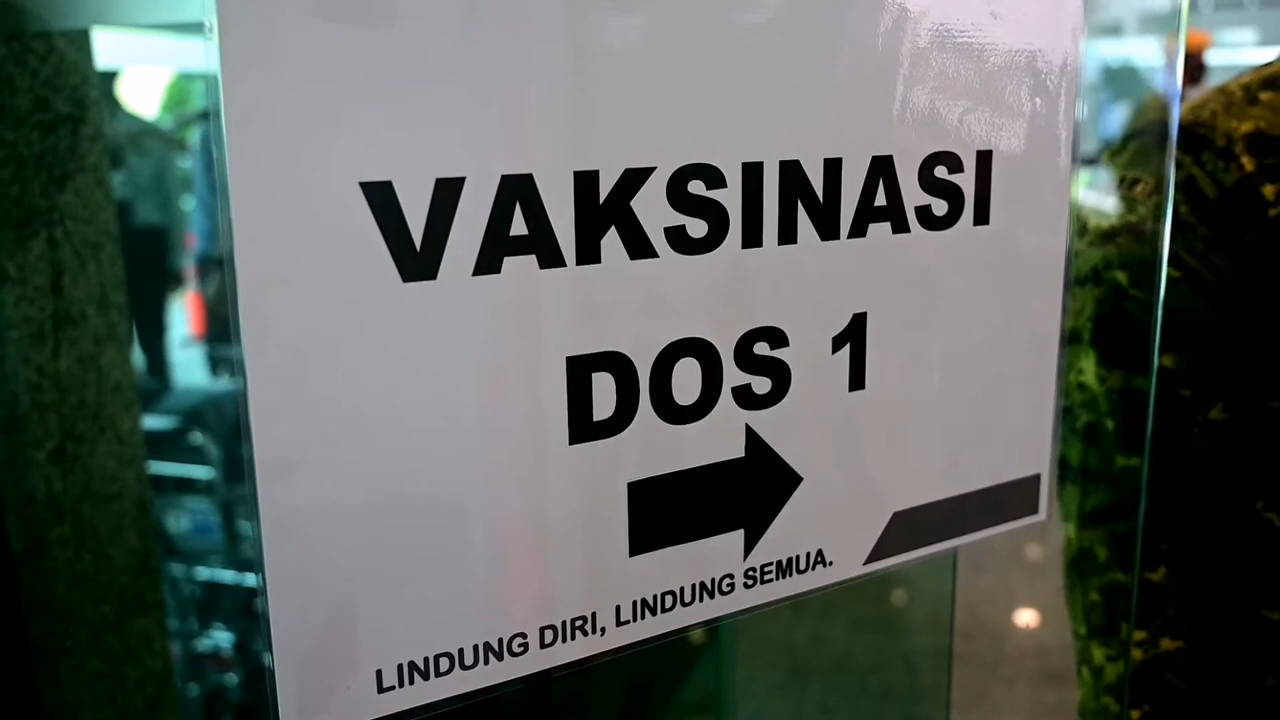 VAKSINASI
DOS 1
LINDUNG DIRI, LINDUNG SEMUA.